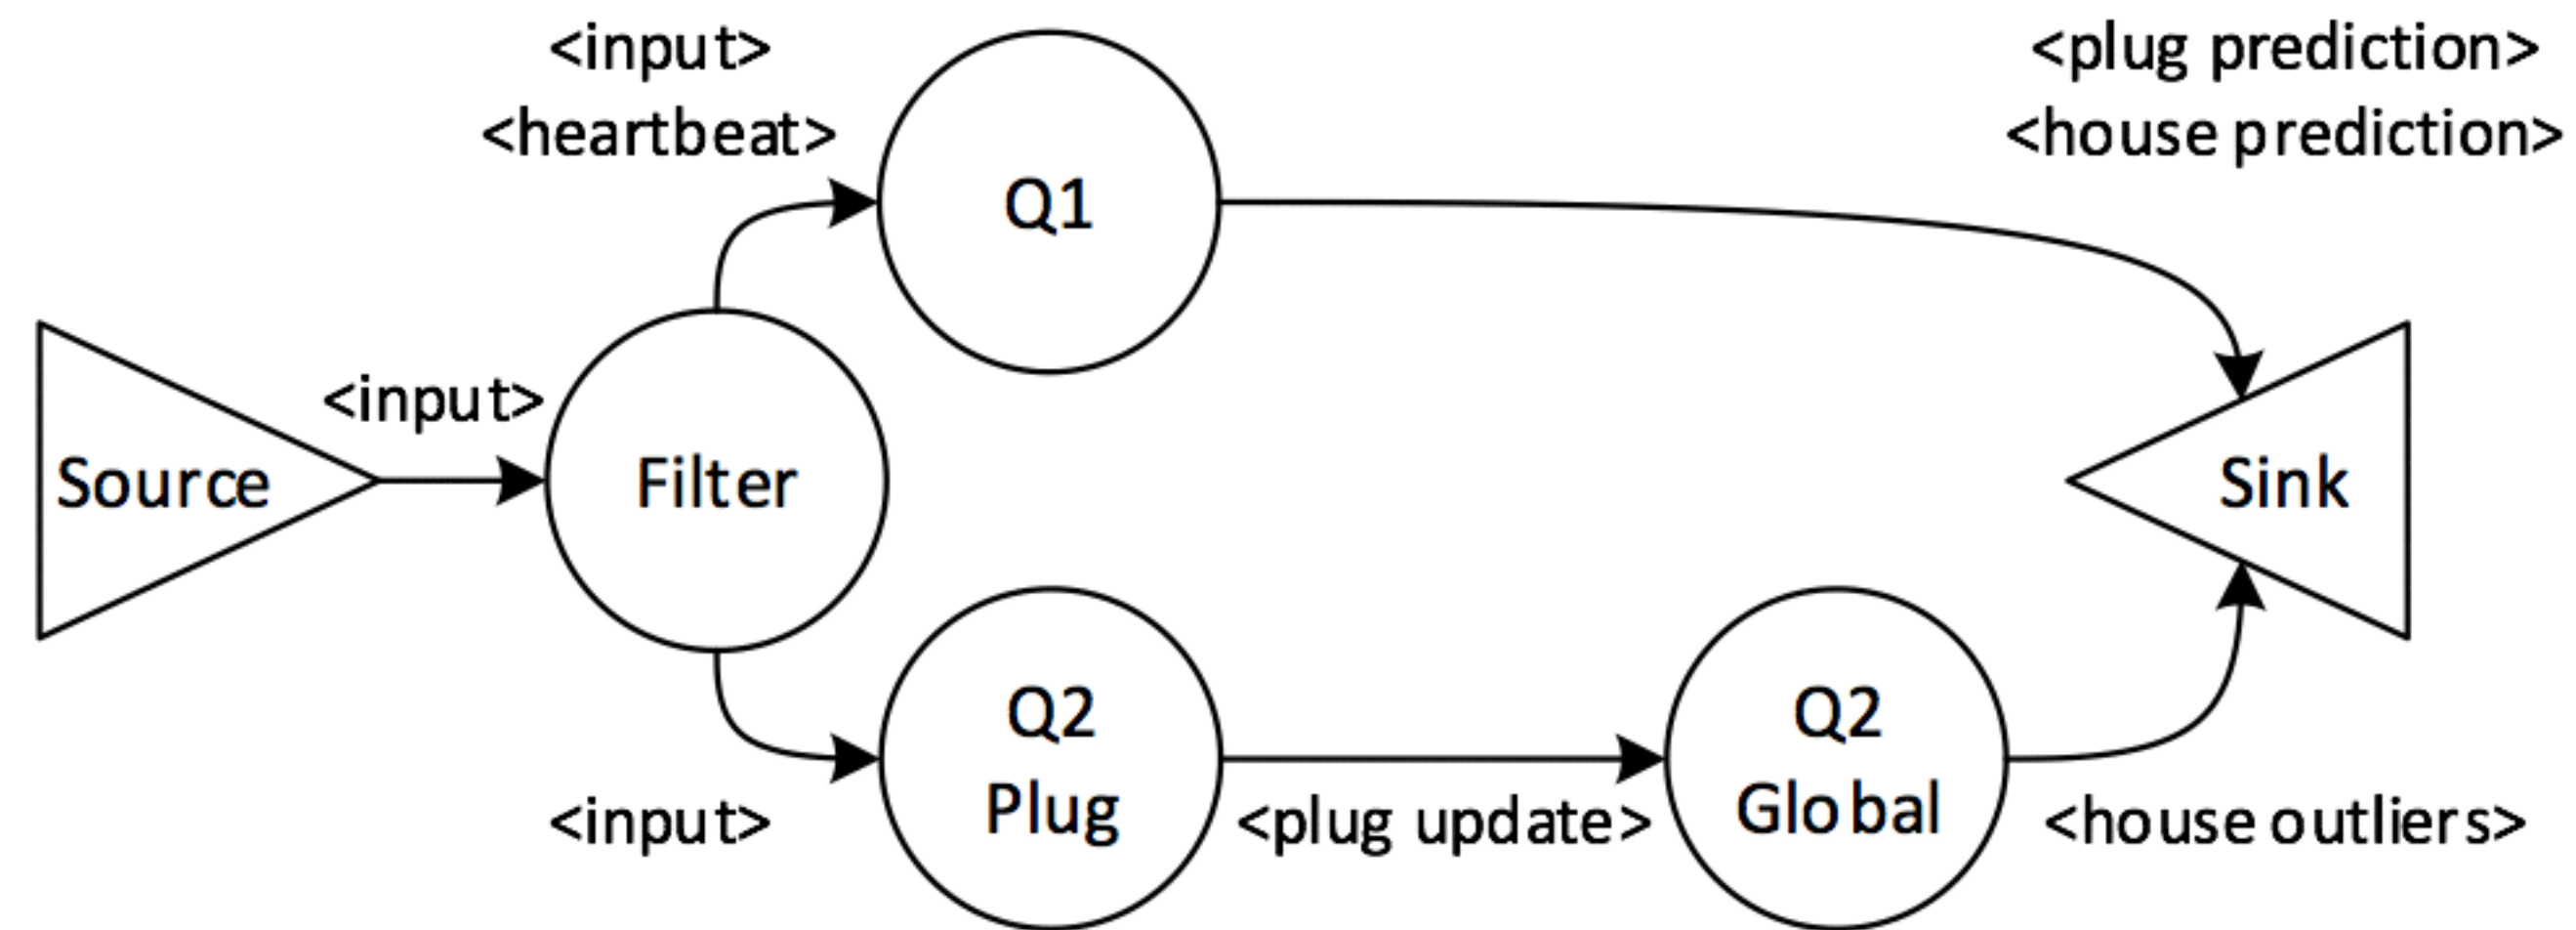 <input>
<heartbeat>
<plug prediction>
<house prediction>
Q1
<input>
Source
Filter
Sink
Q2
Plug
Q2
Global
<input>
<plug update>
<house outliers>